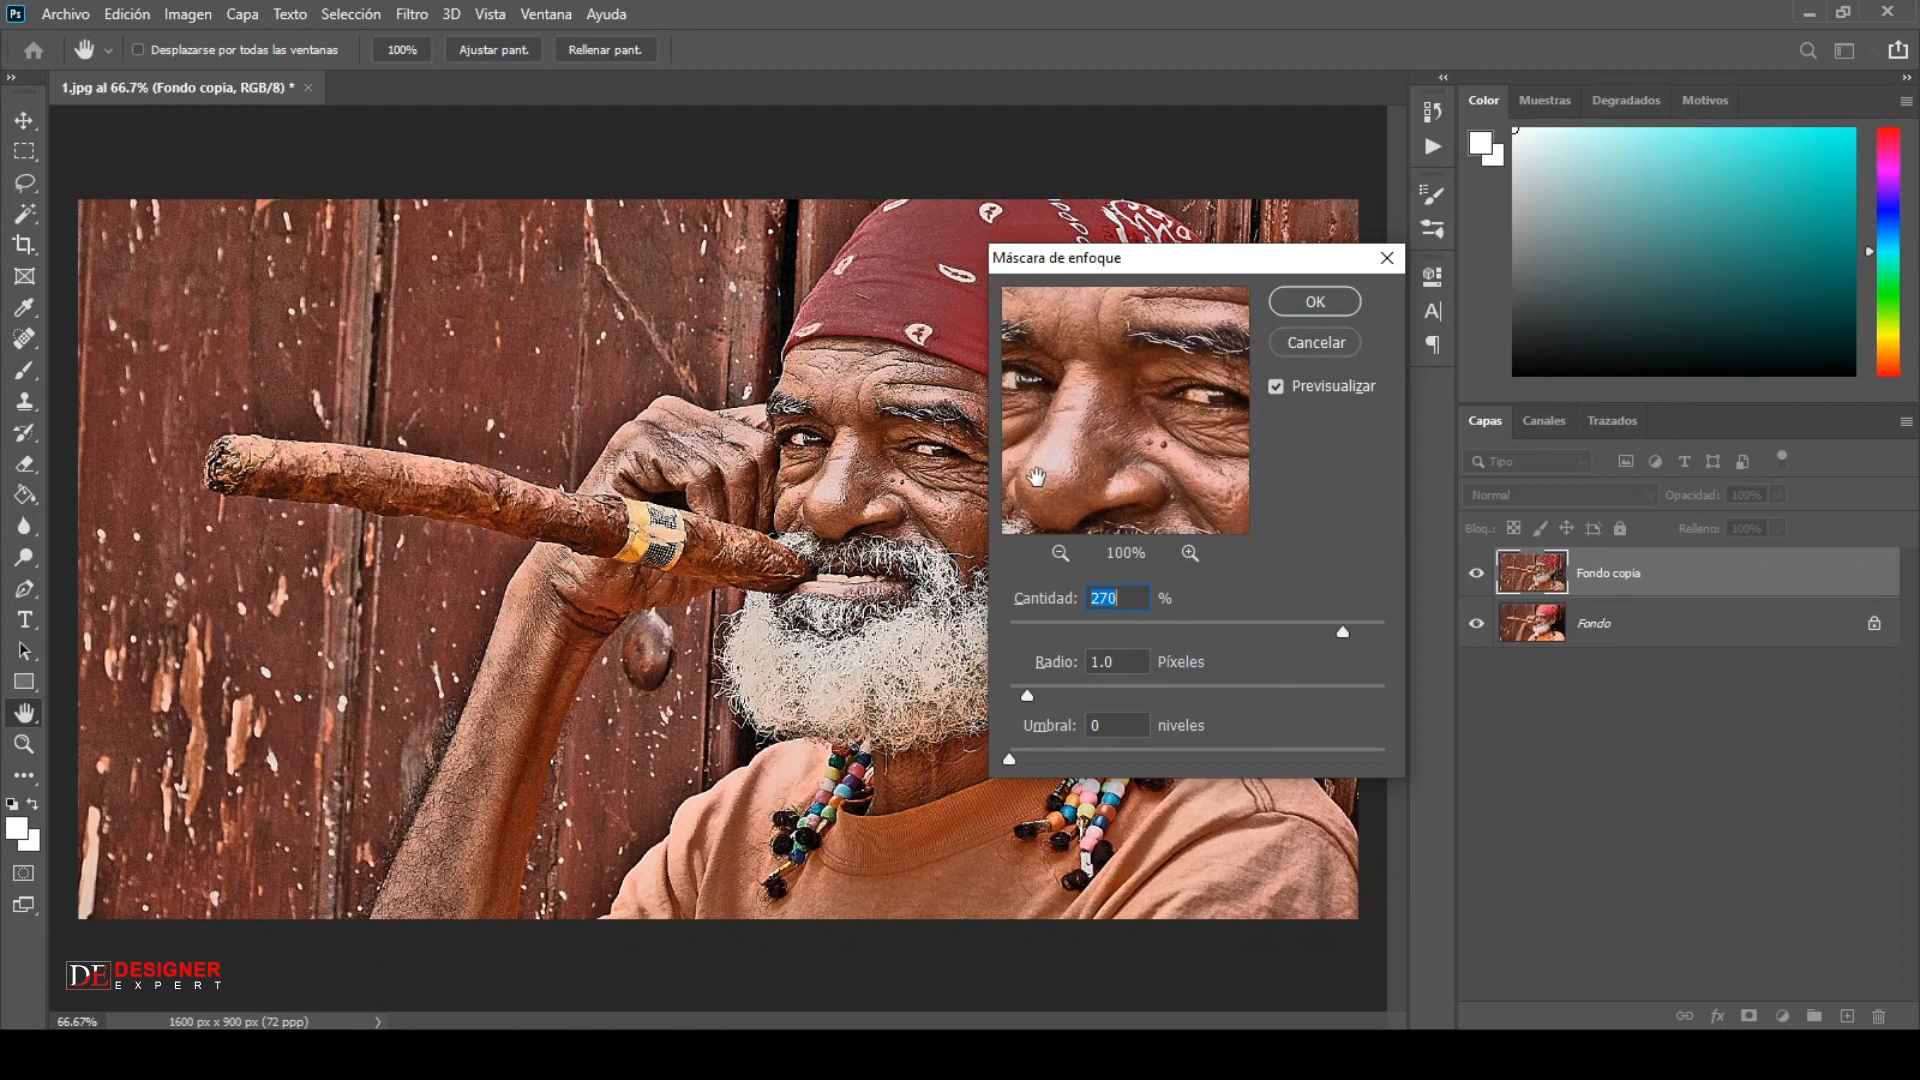 Ps Archivo Edición Imagen Capa Texto Selección Filtro 3D Vista Ventana Ayuda
Desplazarse por todas las ventanas 100% Ajustar pant. Rellenar pant.
1.jpg al 66.7% (Fondo copia, RGB/8) *
Color Muestras Degradados Motivos
Máscara de enfoque
OK
Cancelar
Previsualizar
100%
Cantidad: 270 %
Radio: 1.0 Píxeles
Umbral: 0 niveles
Capas Canales Trazados
Tipo
Normal Opacidad: 100%
Bloq.: Relleno: 100%
Fondo copia
Fondo
DE DESIGNER
EXPERT
66.67% 1600 px x 900 px (72 ppp)